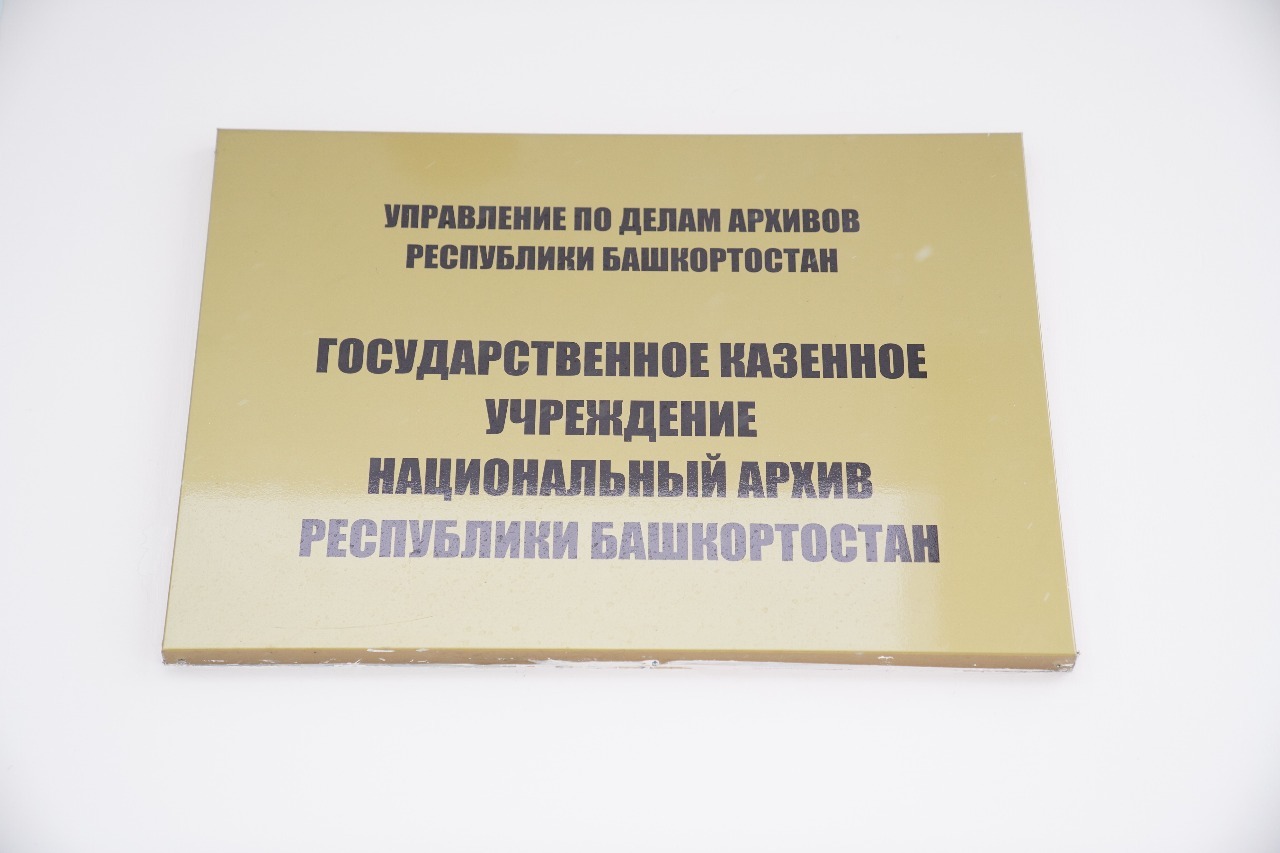 УПРАВЛЕНИЕ ПО ДЕЛАМ АРХИВОВ
РЕСПУБЛИКИ БАШКОРТОСТАН
ГОСУДАРСТВЕННОЕ КАЗЕННОЕ
УЧРЕЖДЕНИЕ
НАЦИОНАЛЬНЫЙ АРХИВ
РЕСПУБЛИКИ БАШКОРТОСТАН